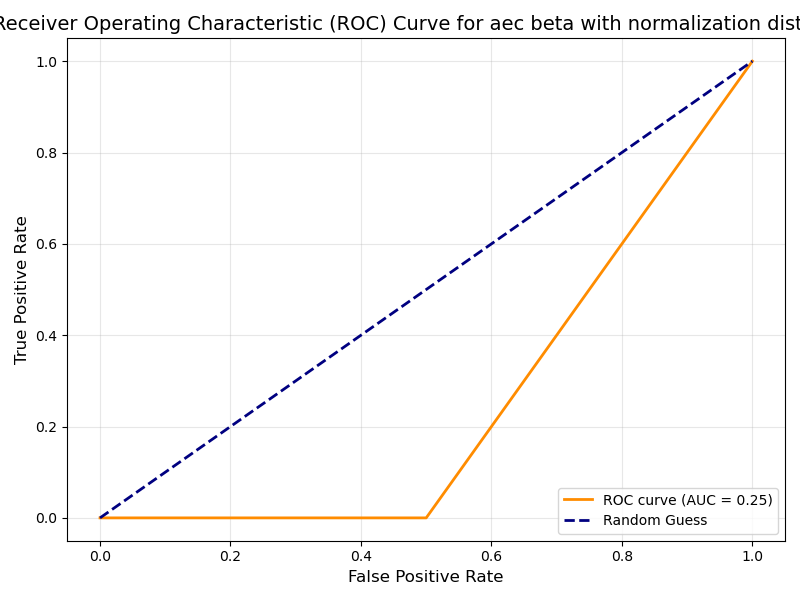 Receiver Operating Characteristic (ROC) Curve for aec beta with normalization dist
True Positive Rate
1.0
0.8
0.6
0.4
0.2
0.0
0.0 0.2 0.4 0.6 0.8 1.0
False Positive Rate
ROC curve (AUC = 0.25)
Random Guess